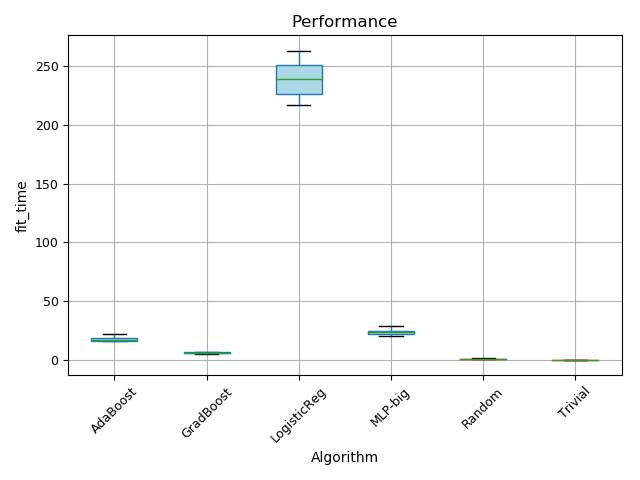 Performance
fit_time
250
200
150
100
50
0
AdaBoost
GradBoost
LogisticReg
MLP-big
Random
Trivial
Algorithm